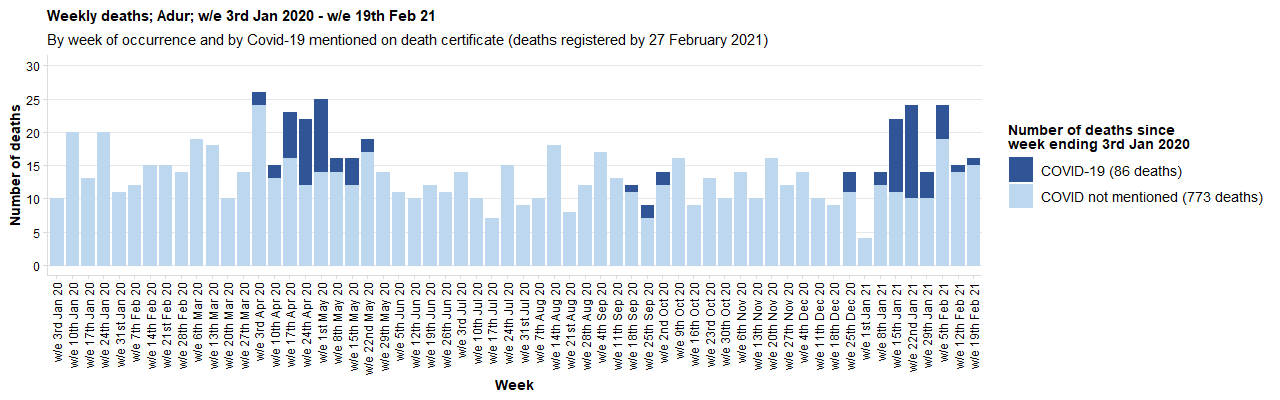 Weekly deaths; Adur; w/e 3rd Jan 2020 - w/e 19th Feb 21
By week of occurrence and by Covid-19 mentioned on death certificate (deaths registered by 27 February 2021)
Number of deaths
30
25
20
15
10
5
0
w/e 3rd Jan 20
w/e 10th Jan 20
w/e 17th Jan 20
w/e 24th Jan 20
w/e 31st Jan 20
w/e 7th Feb 20
w/e 14th Feb 20
w/e 21st Feb 20
w/e 28th Feb 20
w/e 6th Mar 20
w/e 13th Mar 20
w/e 20th Mar 20
w/e 27th Mar 20
w/e 3rd Apr 20
w/e 10th Apr 20
w/e 17th Apr 20
w/e 24th Apr 20
w/e 1st May 20
w/e 8th May 20
w/e 15th May 20
w/e 22nd May 20
w/e 29th May 20
w/e 5th Jun 20
w/e 12th Jun 20
w/e 19th Jun 20
w/e 26th Jun 20
w/e 3rd Jul 20
w/e 10th Jul 20
w/e 17th Jul 20
w/e 24th Jul 20
w/e 31st Jul 20
w/e 7th Aug 20
w/e 14th Aug 20
w/e 21st Aug 20
w/e 28th Aug 20
w/e 4th Sep 20
w/e 11th Sep 20
w/e 18th Sep 20
w/e 25th Sep 20
w/e 2nd Oct 20
w/e 9th Oct 20
w/e 16th Oct 20
w/e 23rd Oct 20
w/e 30th Oct 20
w/e 6th Nov 20
w/e 13th Nov 20
w/e 20th Nov 20
w/e 27th Nov 20
w/e 4th Dec 20
w/e 11th Dec 20
w/e 18th Dec 20
w/e 25th Dec 20
w/e 1st Jan 21
w/e 8th Jan 21
w/e 15th Jan 21
w/e 22nd Jan 21
w/e 29th Jan 21
w/e 5th Feb 21
w/e 12th Feb 21
w/e 19th Feb 21
Week
Number of deaths since
week ending 3rd Jan 2020
COVID-19 (86 deaths)
COVID not mentioned (773 deaths)